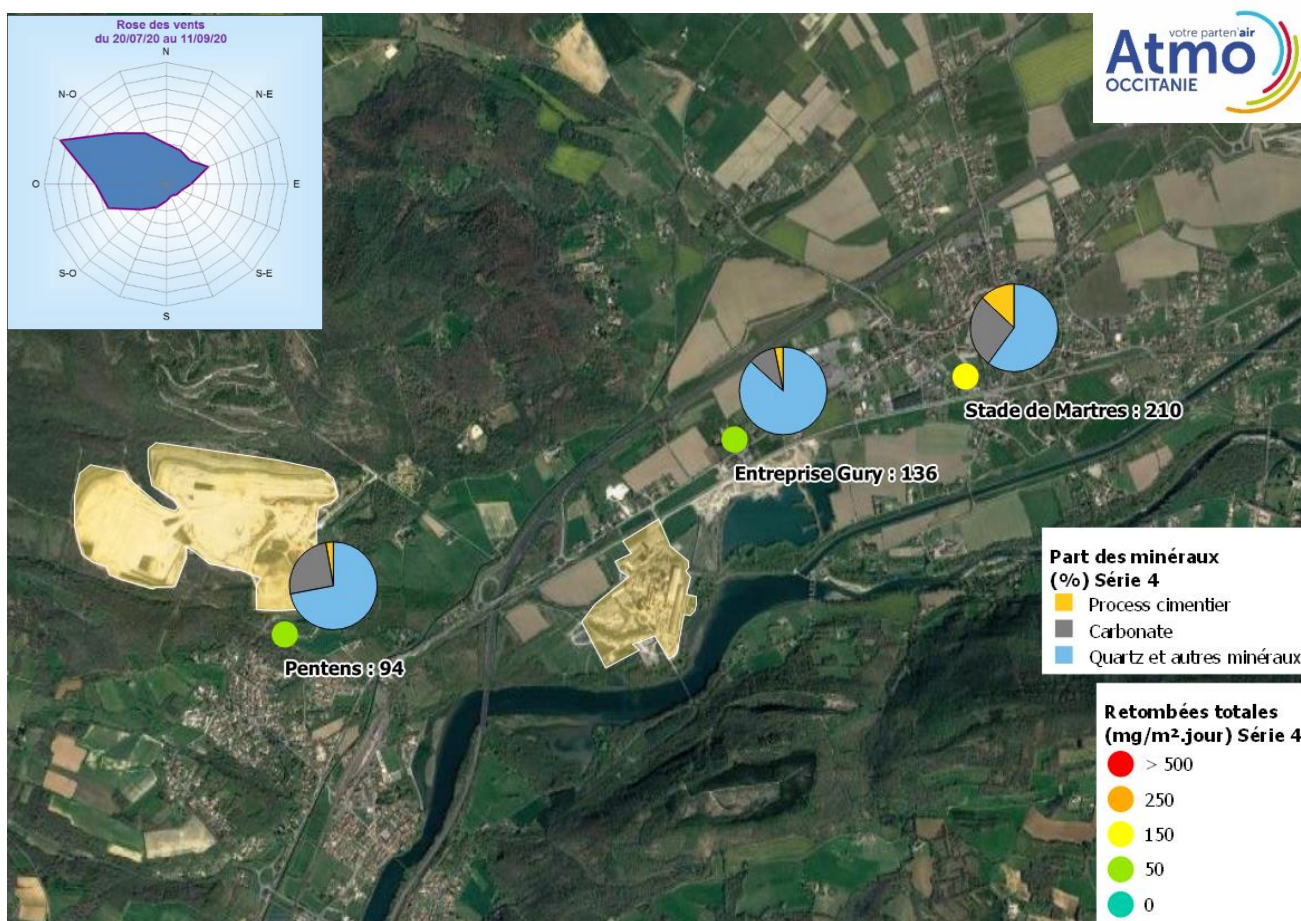 Rose des vents
du 20/07/20 au 11/09/20
N
N-O
N-E
O
E
S-O
S-E
S
votre parten'air
Atmo
OCCITANIE
Stade de Martres : 210
Entreprise Gury : 136
Pentens : 94
Part des minéraux
(%) Série 4
Process cimentier
Carbonate
Quartz et autres minéraux
Retombées totales
(mg/m².jour) Série 4
> 500
250
150
50
0